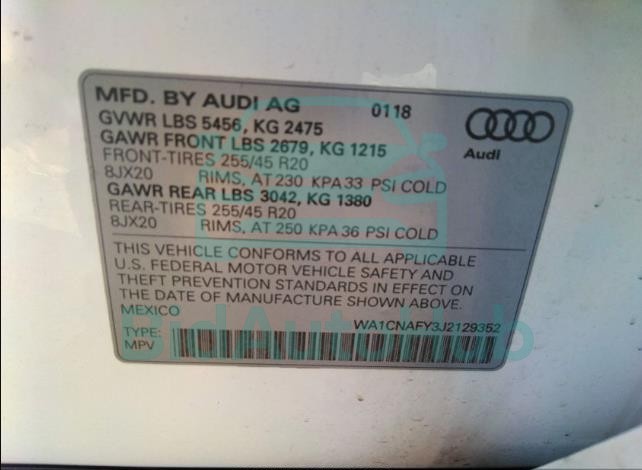 MFD. BY AUDI AG 0118
GVWR LBS 5456, KG 2475
GAWR FRONT LBS 2679, KG 1215
FRONT-TIRES 255/45 R20
8JX20 RIMS, AT 230 KPA 33 PSI COLD
GAWR REAR LBS 3042, KG 1380
REAR-TIRES 255/45 R20
8JX20 RIMS, AT 250 KPA 36 PSI COLD
Audi
THIS VEHICLE CONFORMS TO ALL APPLICABLE
U.S. FEDERAL MOTOR VEHICLE SAFETY AND
THEFT PREVENTION STANDARDS IN EFFECT ON
THE DATE OF MANUFACTURE SHOWN ABOVE.
MEXICO
WA1CNAFY3J2129352
TYPE:
MPV
BidAutoHub